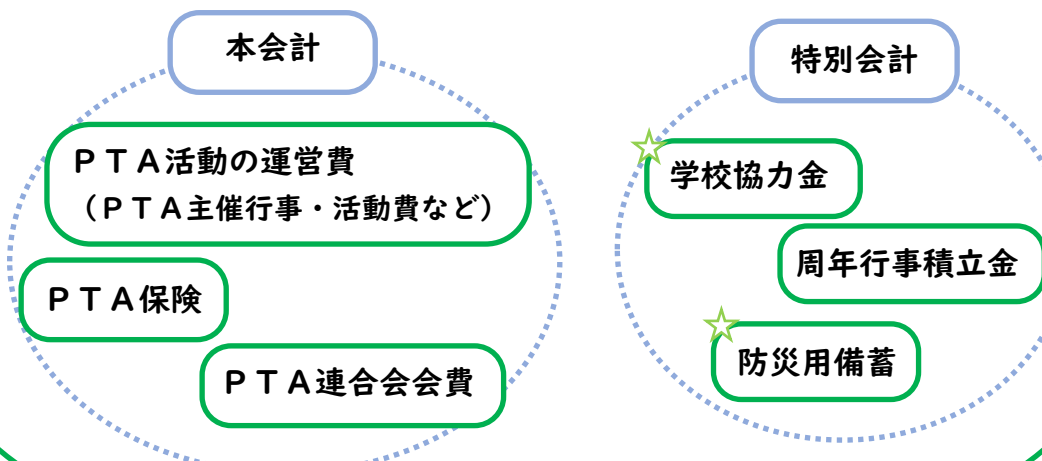 本会計
PTA活動の運営費
(PTA主催行事・活動費など)
PTA保険
PTA連合会会費
特別会計
学校協力金
周年行事積立金
防災用備蓄